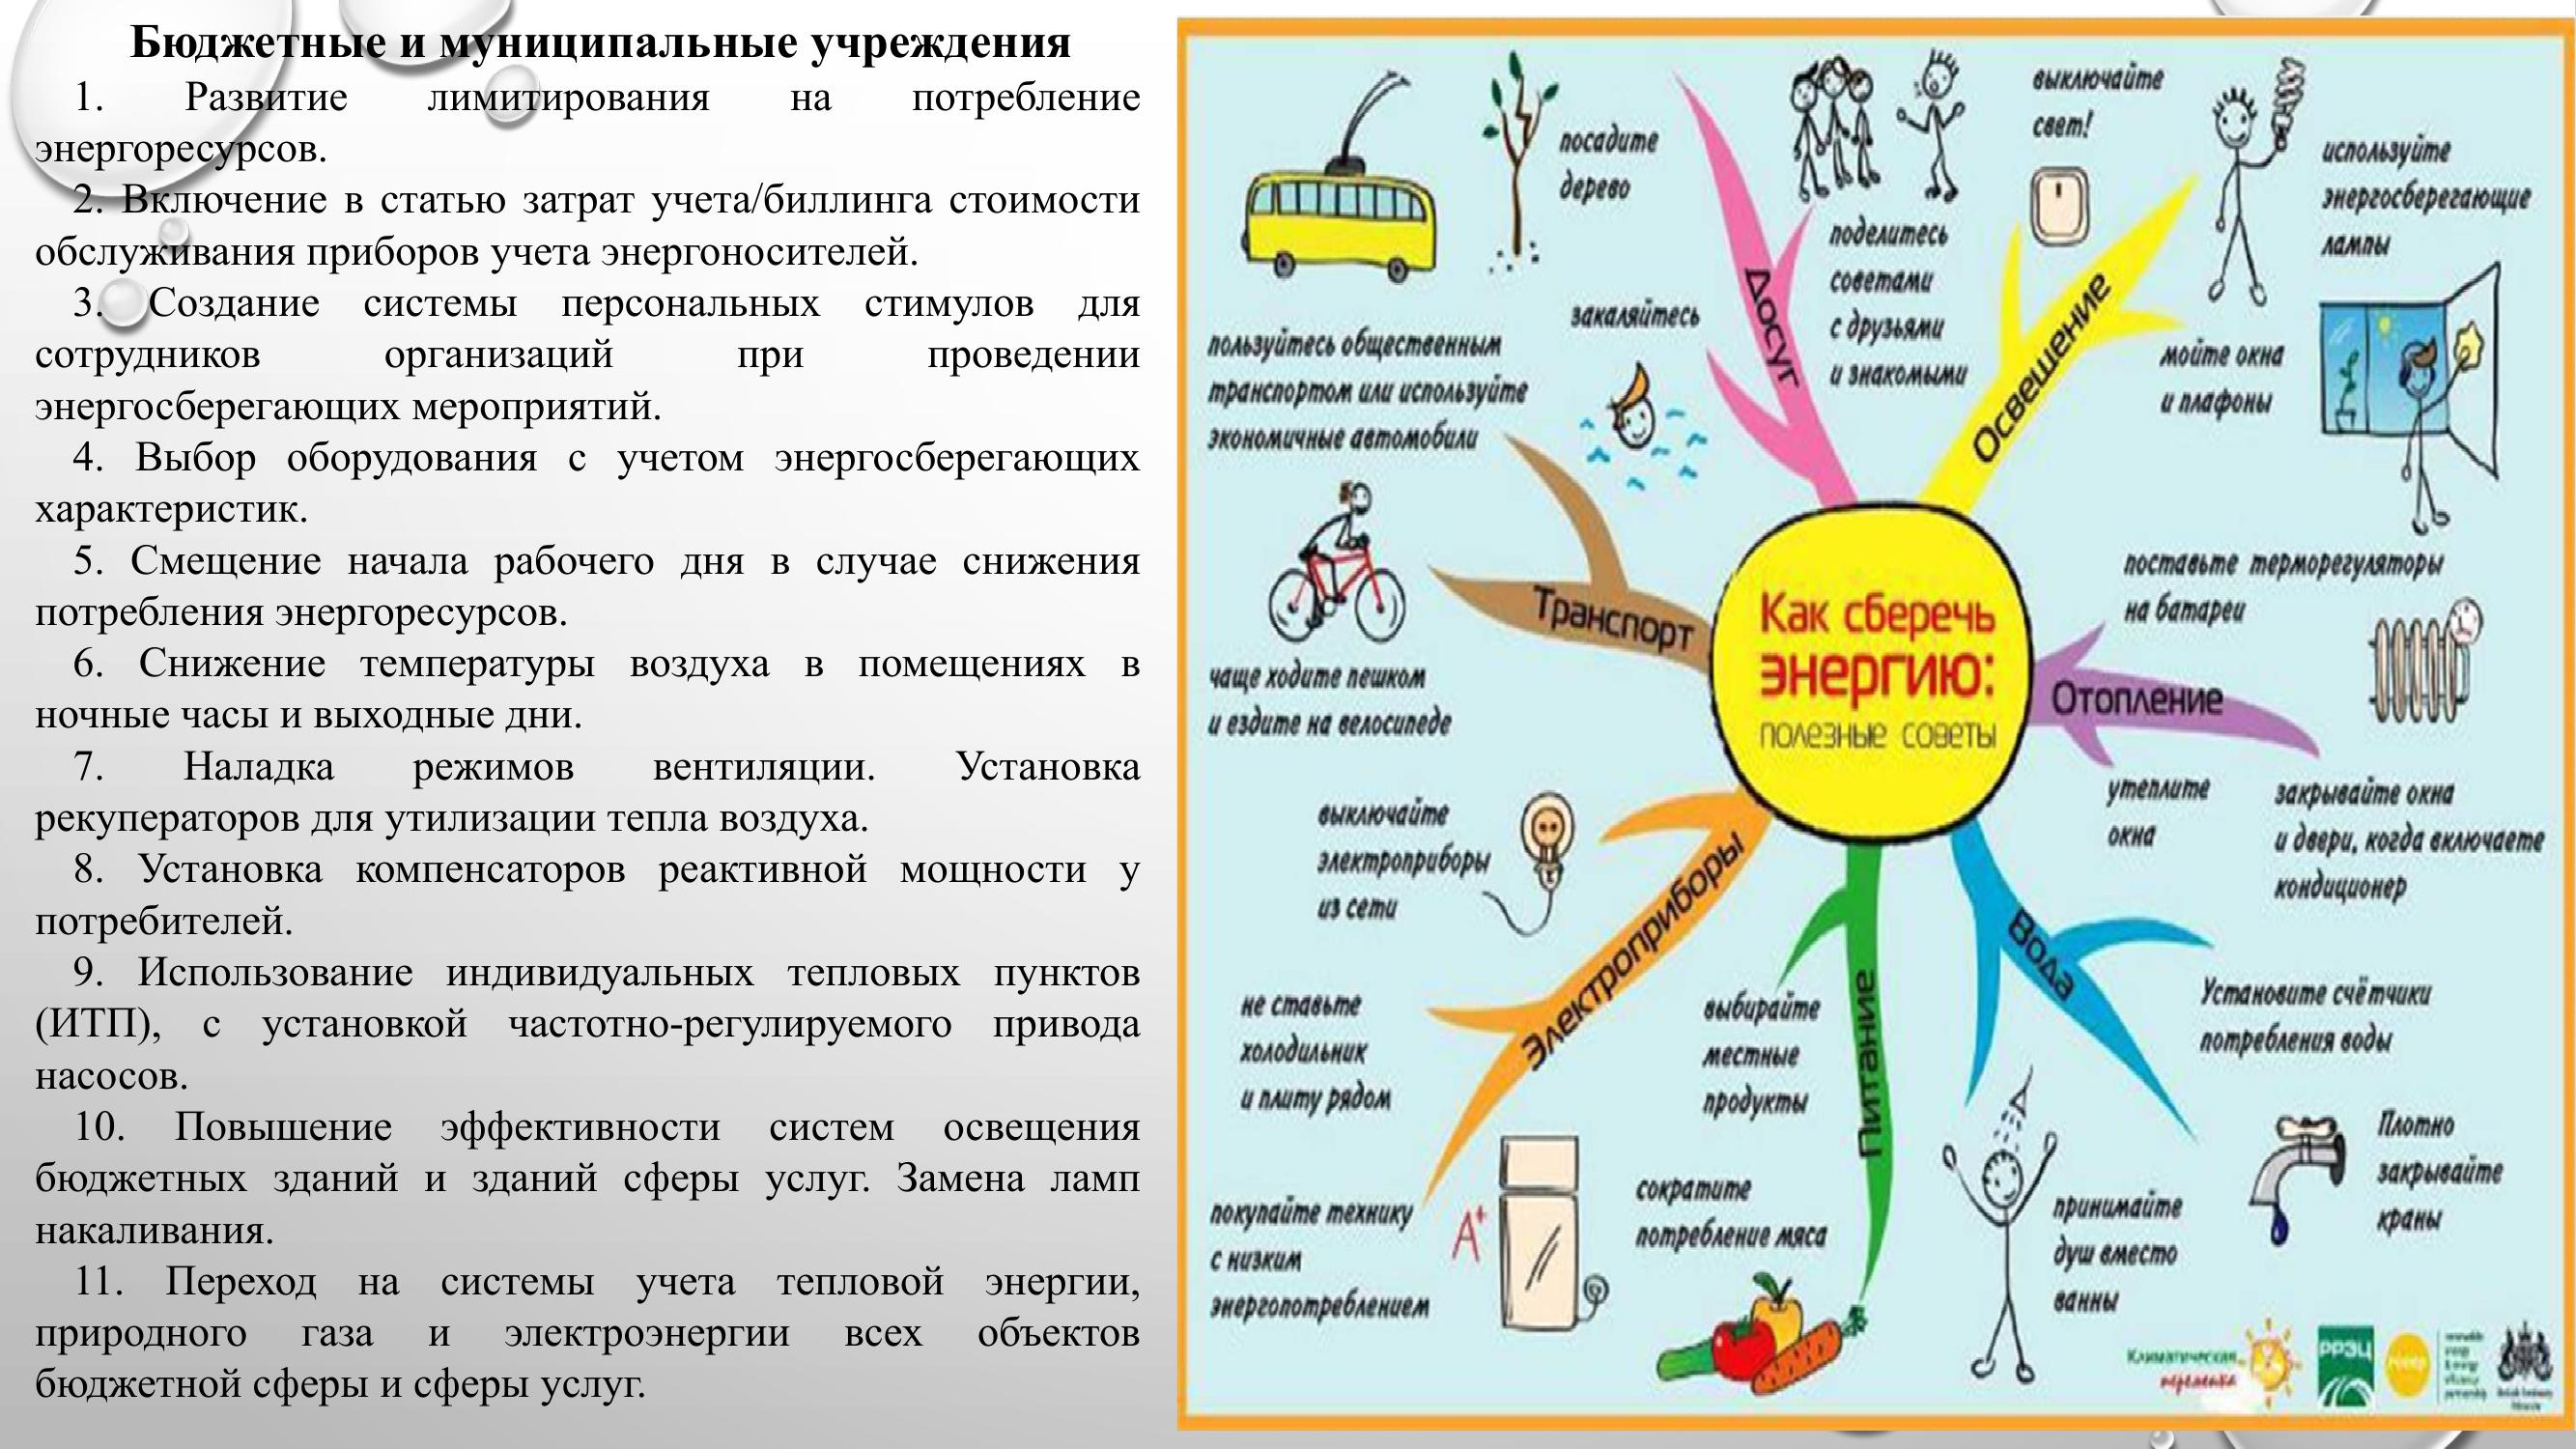 Бюджетные и муниципальные учреждения
1. Развитие лимитирования на потребление
энергоресурсов.
2. Включение в статью затрат учета/биллинга стоимости
обслуживания приборов учета энергоносителей.
3. Создание системы персональных стимулов для
сотрудников организаций при проведении
энергосберегающих мероприятий.
4. Выбор оборудования с учетом энергосберегающих
характеристик.
5. Смещение начала рабочего дня в случае снижения
потребления энергоресурсов.
6. Снижение температуры воздуха в помещениях в
ночные часы и выходные дни.
7. Наладка режимов вентиляции. Установка
рекуператоров для утилизации тепла воздуха.
8. Установка компенсаторов реактивной мощности у
потребителей.
9. Использование индивидуальных тепловых пунктов
(ИТП), с установкой частотно-регулируемого привода
насосов.
10. Повышение эффективности систем освещения
бюджетных зданий и зданий сферы услуг. Замена ламп
накаливания.
11. Переход на системы учета тепловой энергии,
природного газа и электроэнергии всех объектов
бюджетной сферы и сферы услуг.
Как сберечь
энергию:
полезные советы
Досуг
посадите
дерево
закаляйтесь
поделитесь
советами
с друзьями
и знакомыми
Освещение
выключайте
свет!
используйте
энергосберегающие
лампы
мойте окна
и плафоны
Транспорт
пользуйтесь общественным
транспортом или используйте
экономичные автомобили
чаще ходите пешком
и ездите на велосипеде
Отопление
поставьте терморегуляторы
на батареи
утеплите
окна
закрывайте окна
и двери, когда включаете
кондиционер
Электроприборы
выключайте
электроприборы
из сети
не ставьте
холодильник
и плиту рядом
покупайте технику
с низким
энергопотреблением
A+
Питание
выбирайте
местные
продукты
сократите
потребление мяса
Вода
Установите счётчики
потребления воды
Плотно
закрывайте
краны
принимайте
душ вместо
ванны
Климатическая
переменка
РРЭЦ